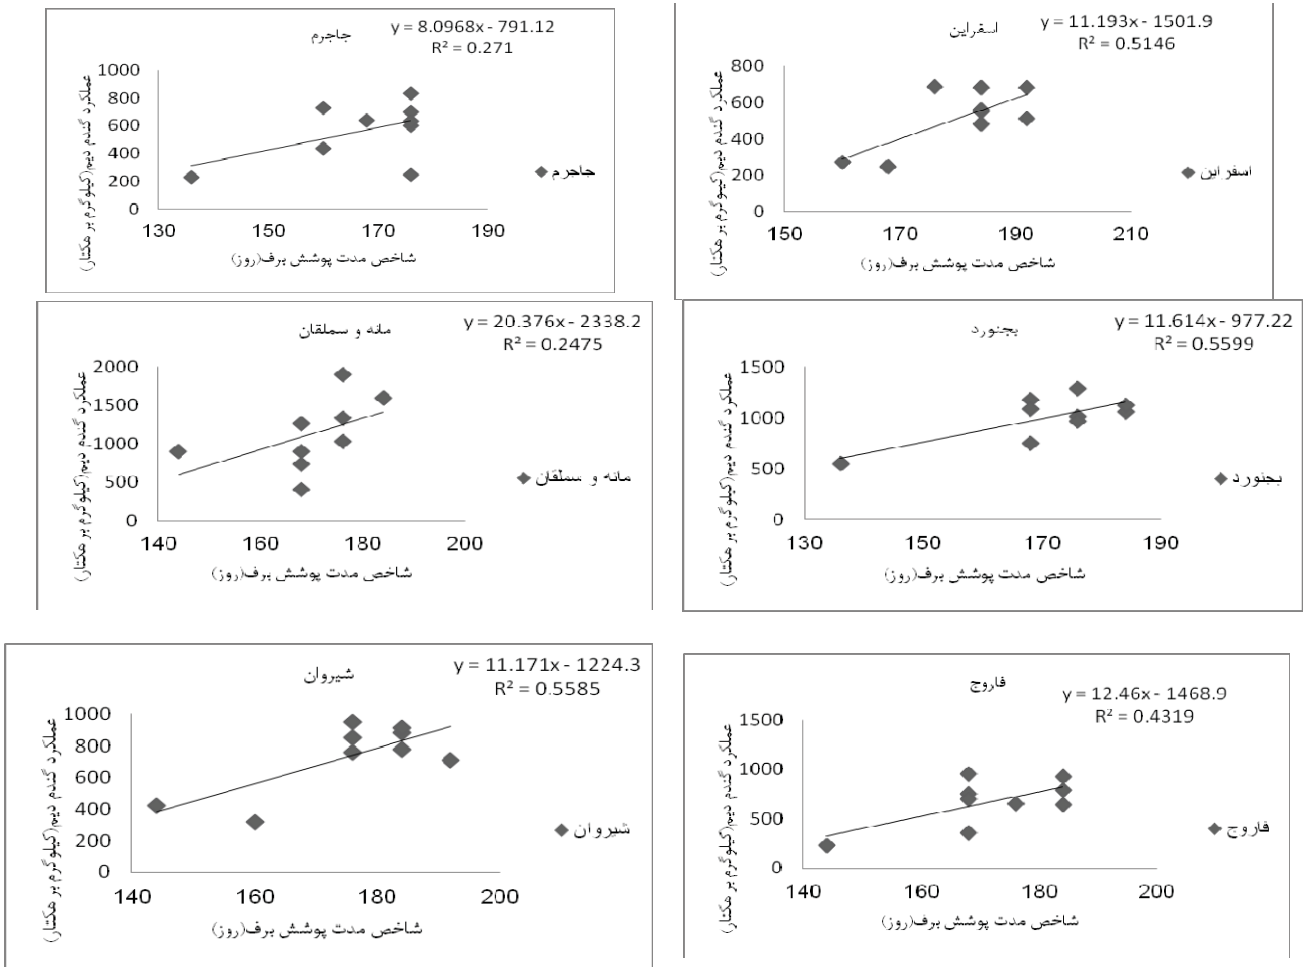 جاجرم
y = 8.0968x - 791.12
R² = 0.271
عملکرد گندم دیم(کیلوگرم بر هکتار)
1000
800
600
400
200
0
130 150 170 190
شاخص مدت پوشش برف(روز)
جاجرم
اسفراین
y = 11.193x - 1501.9
R² = 0.5146
عملکرد گندم دیم(کیلوگرم بر هکتار)
800
600
400
200
0
150 170 190 210
شاخص مدت پوشش برف(روز)
اسفراین
مانه و سملقان
y = 20.376x - 2338.2
R² = 0.2475
عملکرد گندم دیم(کیلوگرم بر هکتار)
2000
1500
1000
500
0
140 160 180 200
شاخص مدت پوشش برف(روز)
مانه و سملقان
بجنورد
y = 11.614x - 977.22
R² = 0.5599
عملکرد گندم دیم(کیلوگرم بر هکتار)
1500
1000
500
0
130 150 170 190
شاخص مدت پوشش برف(روز)
بجنورد
شیروان
y = 11.171x - 1224.3
R² = 0.5585
عملکرد گندم دیم(کیلوگرم بر هکتار)
1000
800
600
400
200
0
140 160 180 200
شاخص مدت پوشش برف(روز)
شیروان
فاروج
y = 12.46x - 1468.9
R² = 0.4319
عملکرد گندم دیم(کیلوگرم بر هکتار)
1500
1000
500
0
140 160 180 200
شاخص مدت پوشش برف(روز)
فاروج